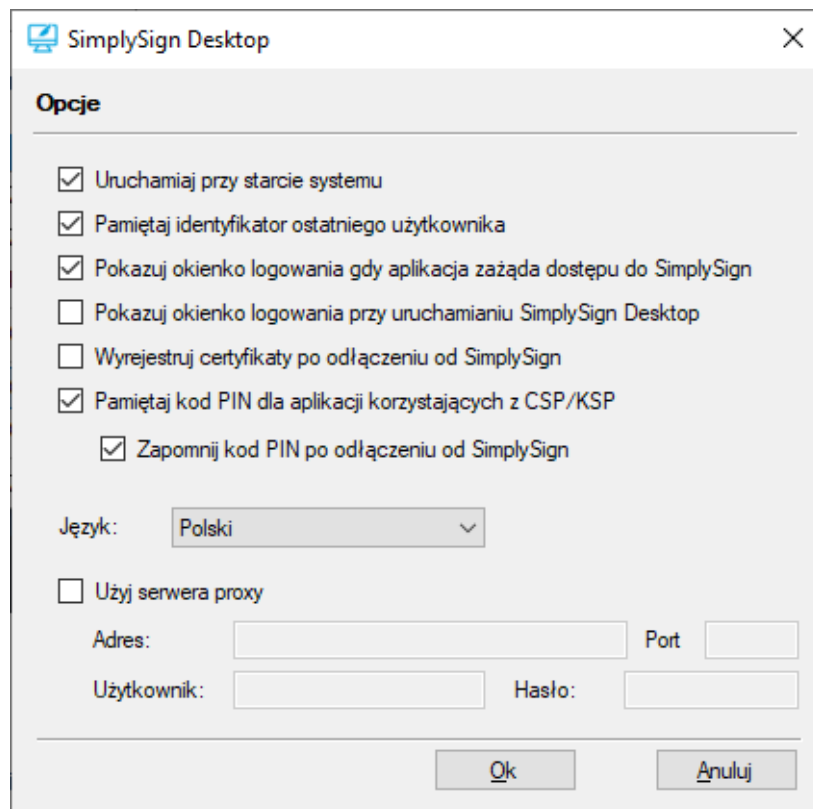 SimplySign Desktop
Opcje
Uruchamiaj przy starcie systemu
Pamiętaj identyfikator ostatniego użytkownika
Pokazuj okienko logowania gdy aplikacja zażąda dostępu do SimplySign
Pokazuj okienko logowania przy uruchamianiu SimplySign Desktop
Wyrejestruj certyfikaty po odłączeniu od SimplySign
Pamiętaj kod PIN dla aplikacji korzystających z CSP/KSP
Zapomnij kod PIN po odłączeniu od SimplySign
Język: Polski
Użyj serwera proxy
Adres: Port
Użytkownik: Hasło:
Ok Anuluj